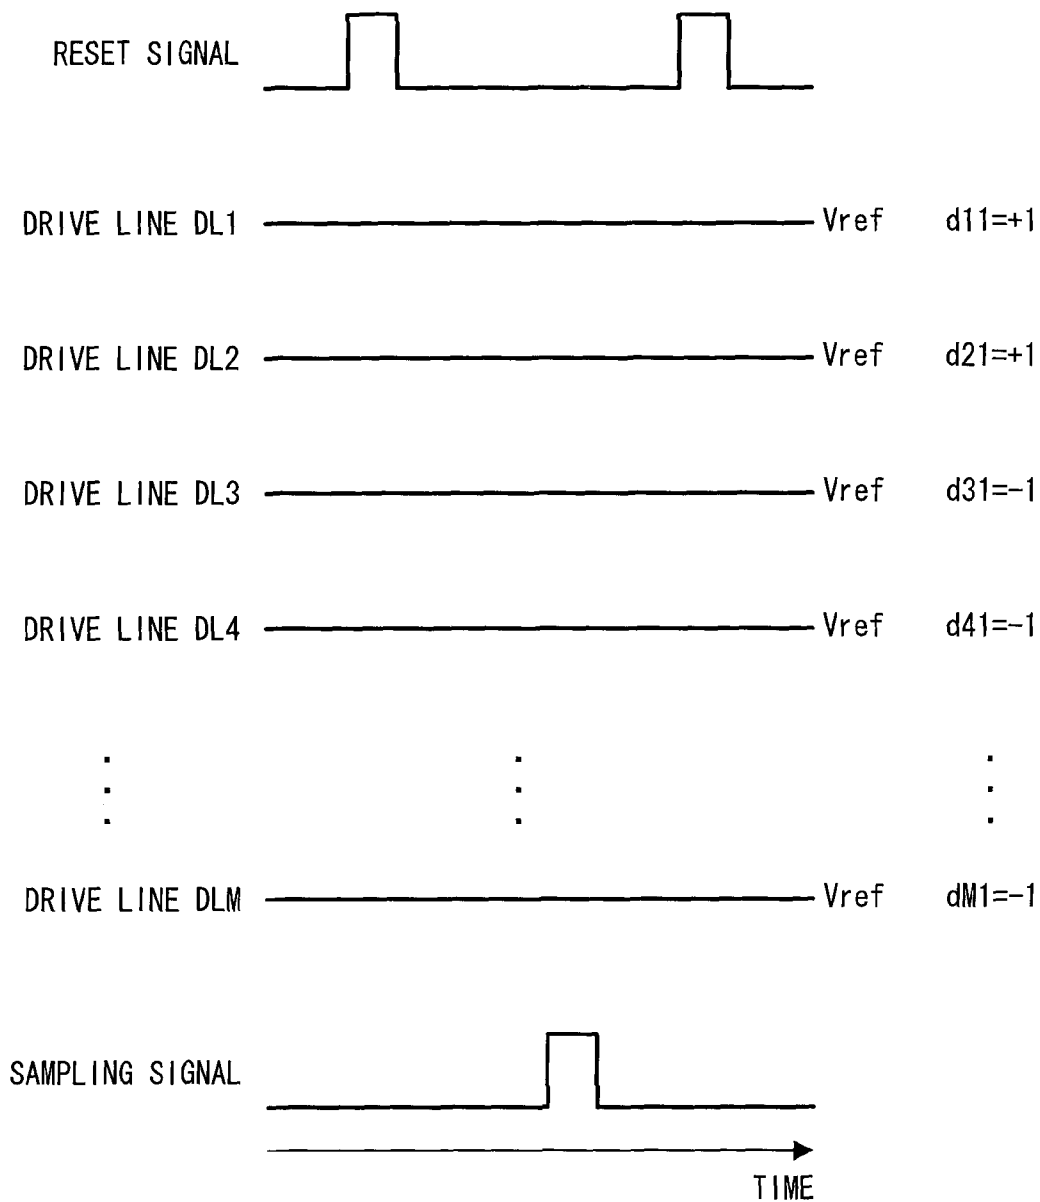 RESET SIGNAL
DRIVE LINE DL1 Vref d11=+1
DRIVE LINE DL2 Vref d21=+1
DRIVE LINE DL3 Vref d31=-1
DRIVE LINE DL4 Vref d41=-1
DRIVE LINE DLM Vref dM1=-1
SAMPLING SIGNAL
TIME